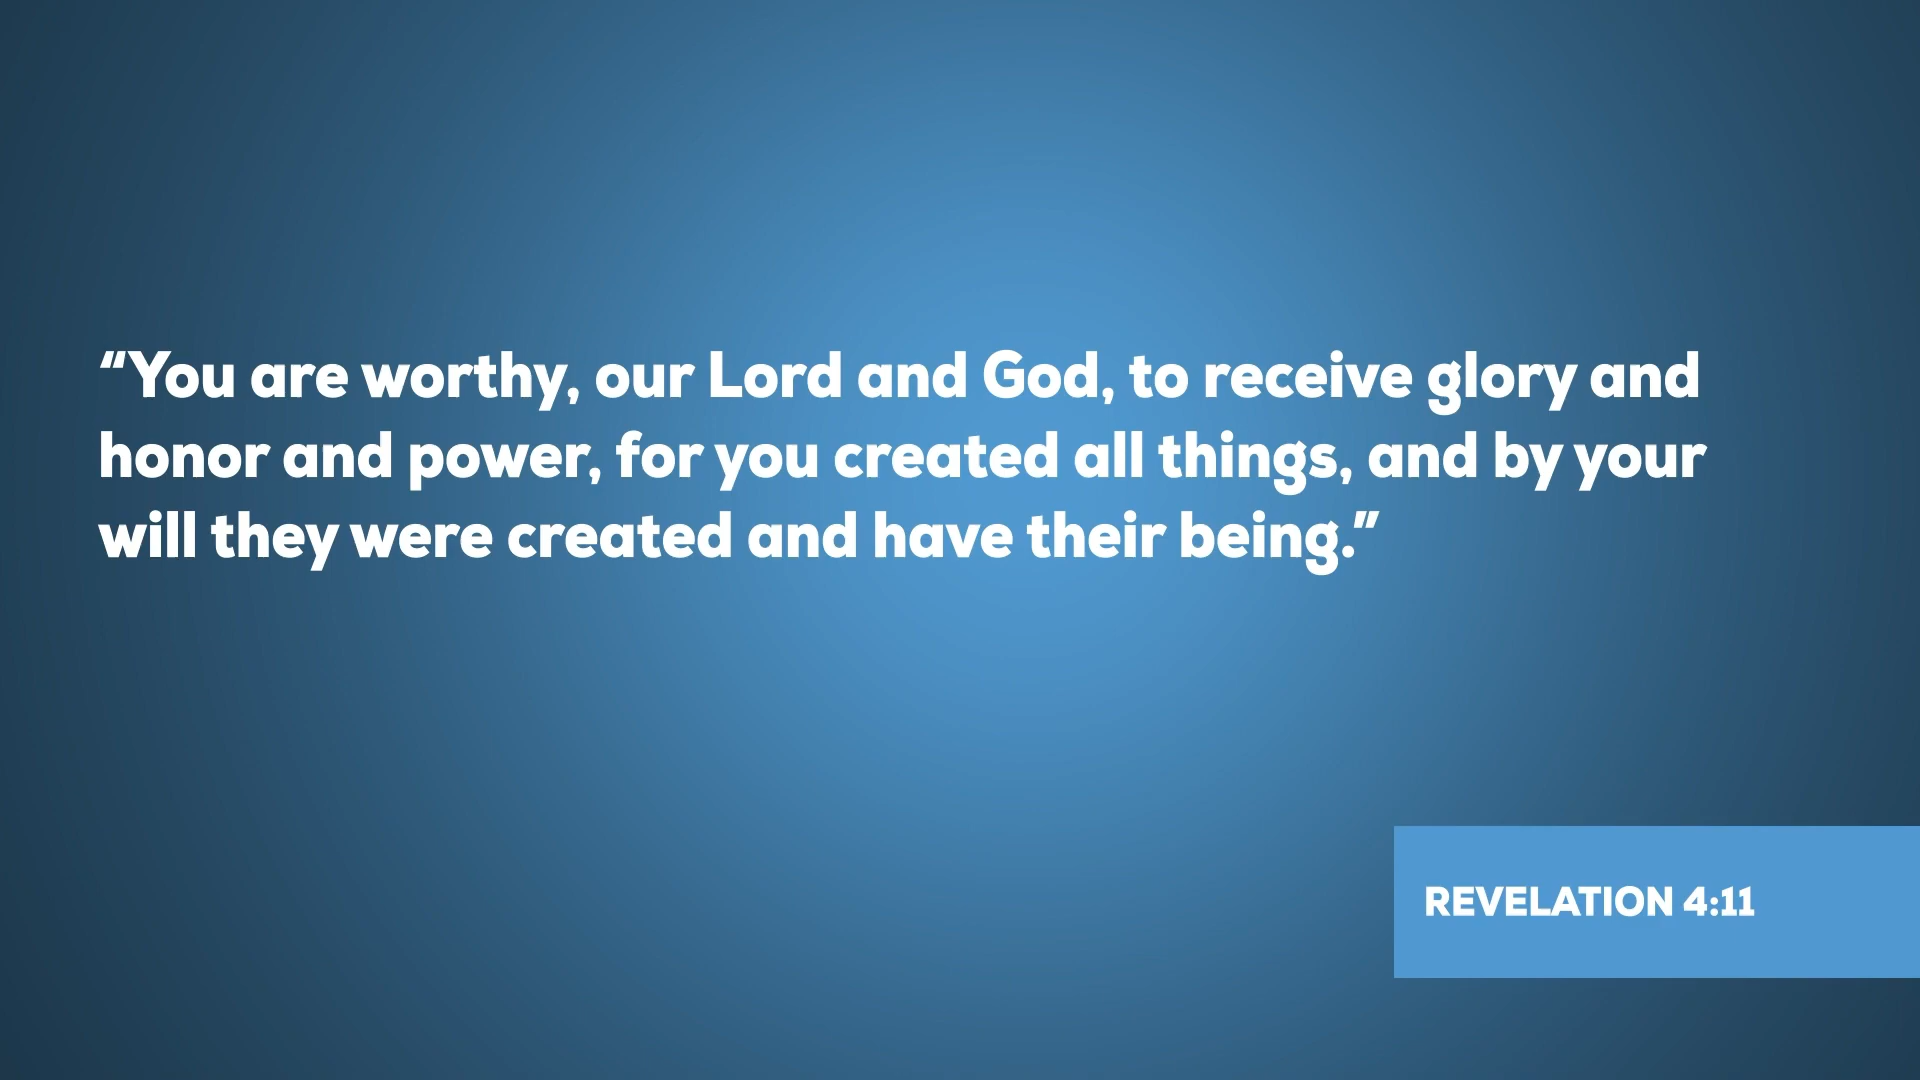 “You are worthy, our Lord and God, to receive glory and
honor and power, for you created all things, and by your
will they were created and have their being.”
REVELATION 4:11